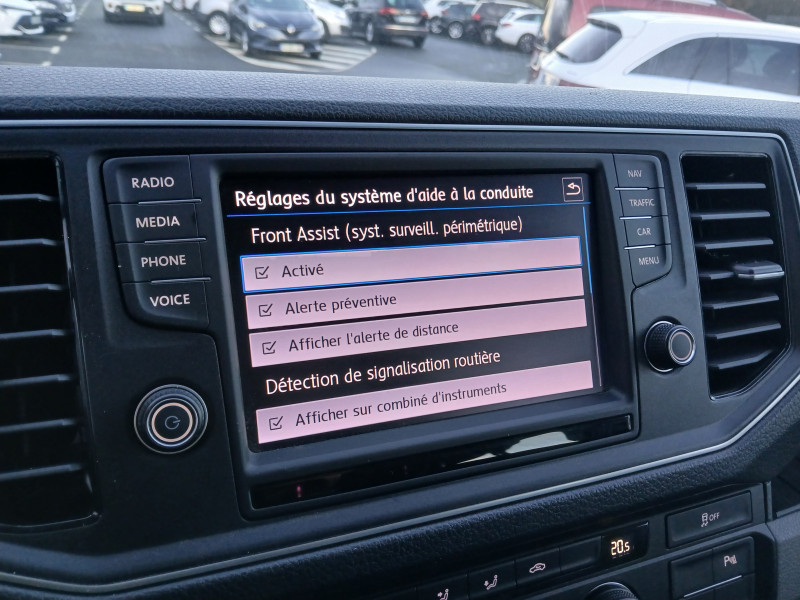 RADIO
MEDIA
PHONE
VOICE
Réglages du système d'aide à la conduite
Front Assist (syst. surveill. périmétrique)
Activé
Alerte préventive
Afficher l'alerte de distance
Détection de signalisation routière
Afficher sur combiné d'instruments
NAV
TRAFFIC
CAR
MENU
OFF
20.5